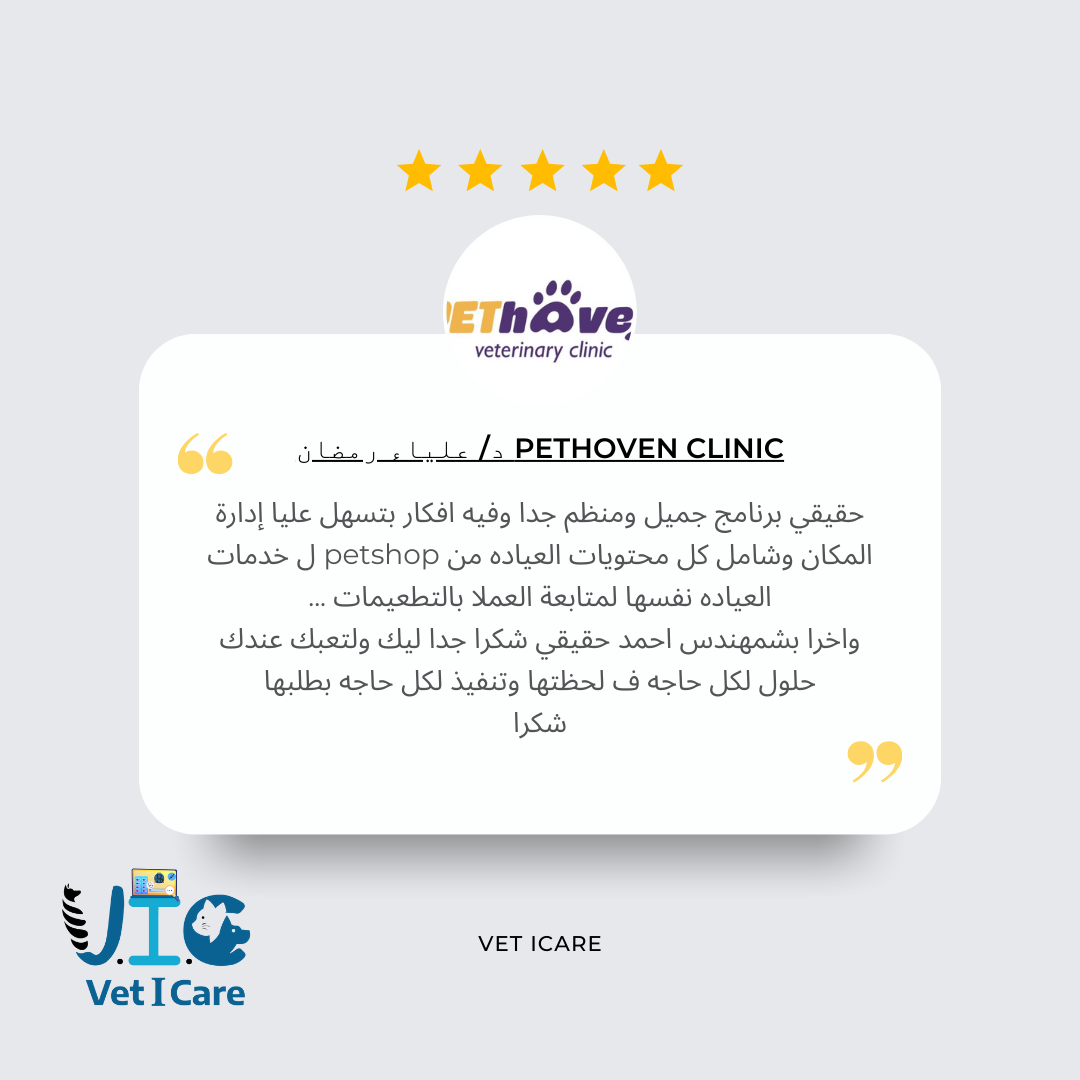 EThove
veterinary clinic
د/ علياء رمضان PETHOVEN CLINIC
حقيقي برنامج جميل ومنظم جدا وفيه افكار بتسهل عليا إدارة
المكان وشامل كل محتويات العياده من petshop ل خدمات
العياده نفسها لمتابعة العملا بالتطعيمات ...
واخرا بشمهندس احمد حقيقي شكرا جدا ليك ولتعبك عندك
حلول لكل حاجه ف لحظتها وتنفيذ لكل حاجه بطلبها
شكرا
V.I.C
Vet I Care
VET ICARE